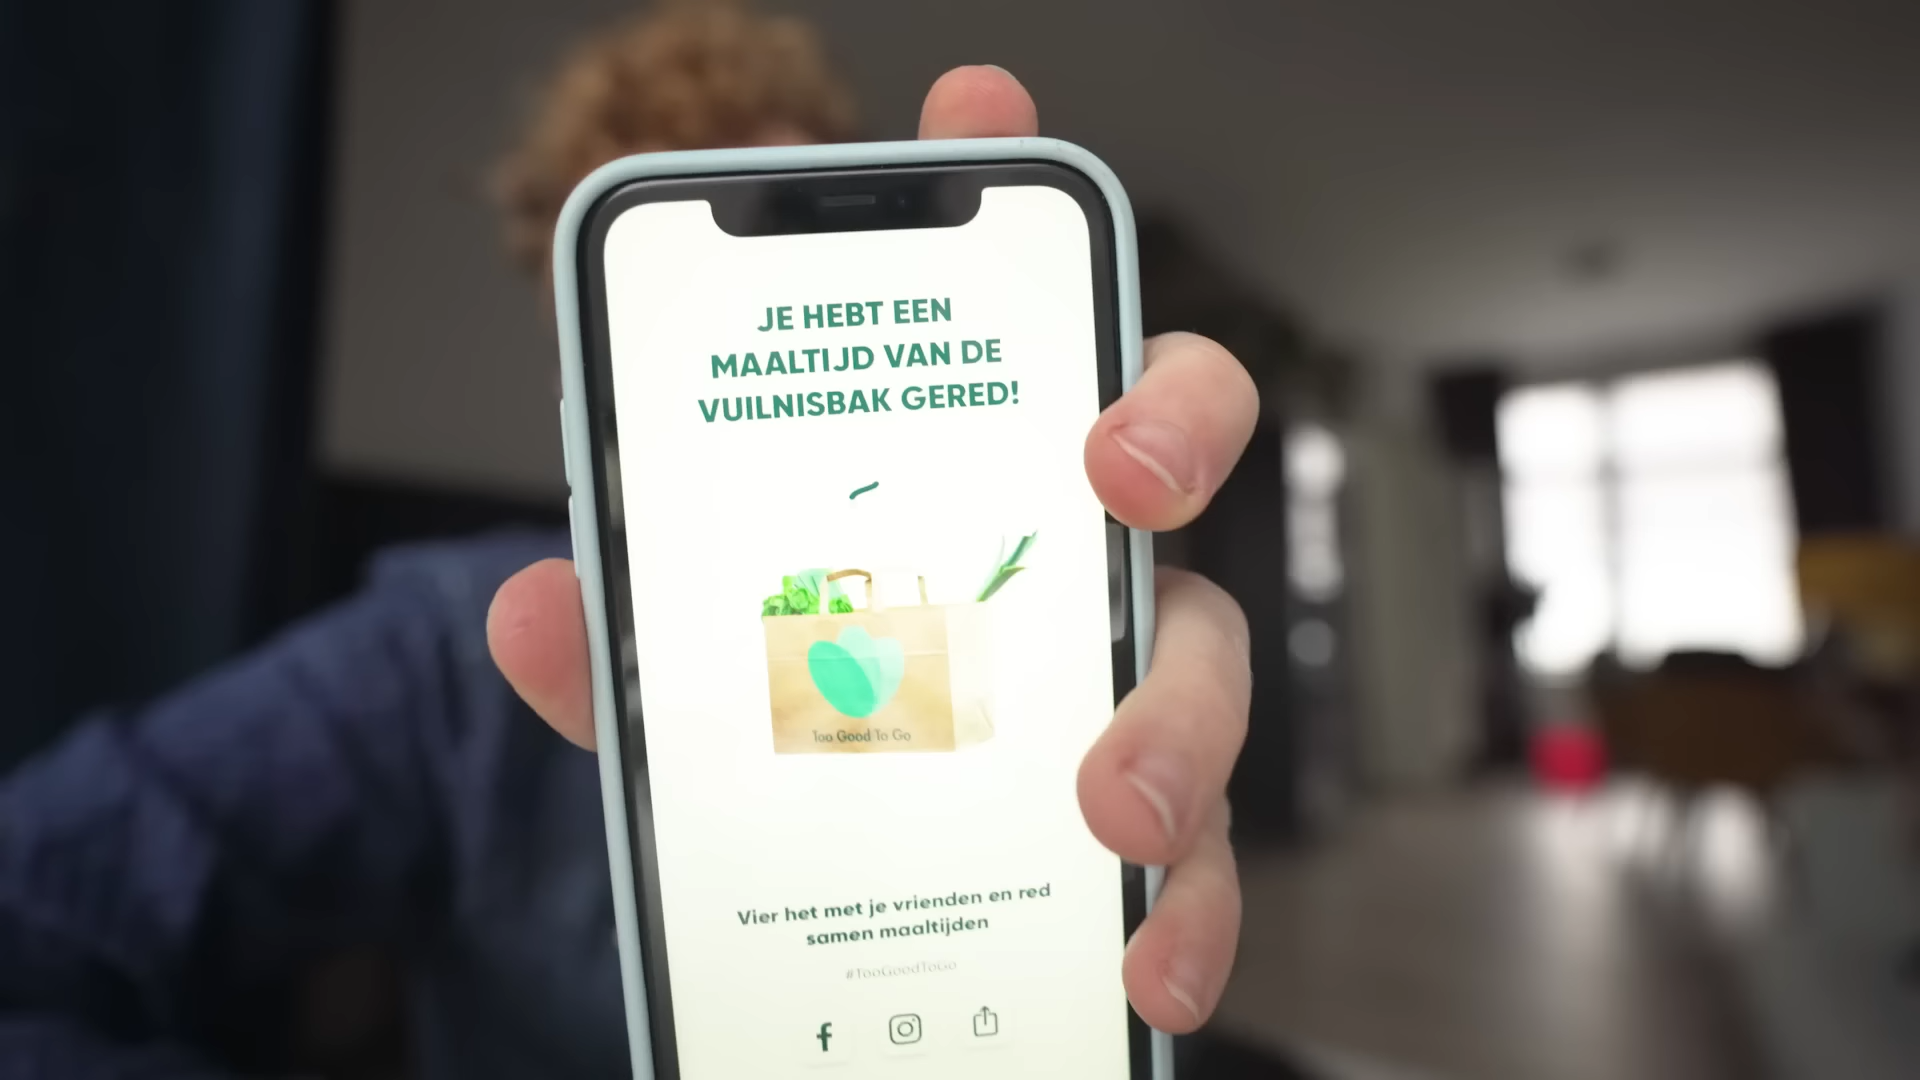 JE HEBT EEN
MAALTIJD VAN DE
VUILNISBAK GERED!
Too Good To Go
Vier het met je vrienden en red
samen maaltijden
#TooGoodToGo